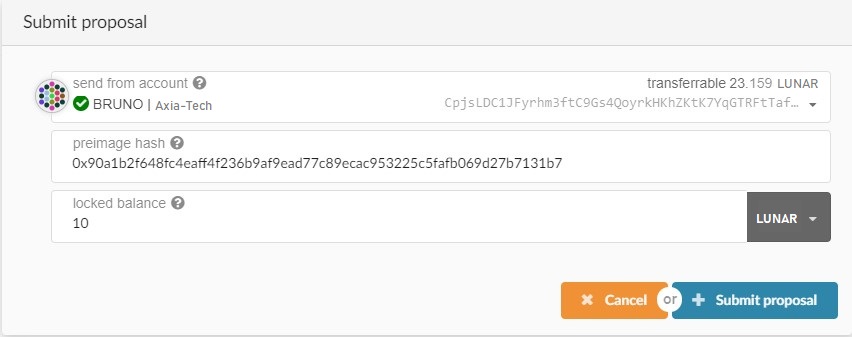 Submit proposal
send from account ?
transferrable 23.159 LUNAR
BRUNO | Axia-Tech
CpjsLDC1JFyrhm3ftC9Gs4QoyrkHKhZKtK7YqGTRFtTaf…
preimage hash ?
0x90a1b2f648fc4eaff4f236b9af9ead77c89ecac953225c5fafb069d27b7131b7
locked balance ?
10
LUNAR
Cancel or Submit proposal